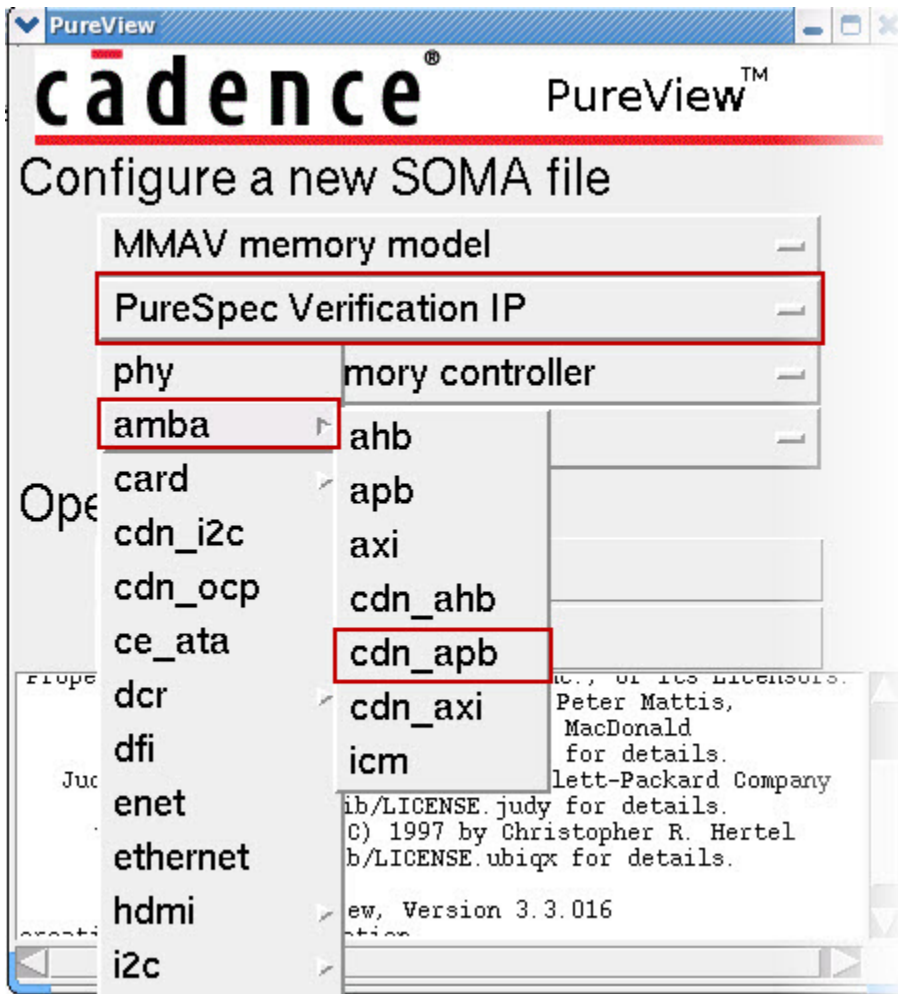 PureView
cādence® PureView™
Configure a new SOMA file
MMAV memory model
PureSpec Verification IP
phy
mory controller
amba
ahb
card
apb
Ope
cdn_i2c
axi
cdn_ocp
cdn_ahb
ce_ata
cdn_apb
dcr
cdn_axi
Peter Mattis,
MacDonald
dfi
icm
for details.
lett-Packard Company
enet
ib/LICENSE.judy for details.
C) 1997 by Christopher R. Hertel
ethernet
b/LICENSE.ubiqx for details.
hdmi
ew, Version 3.3.016
i2c